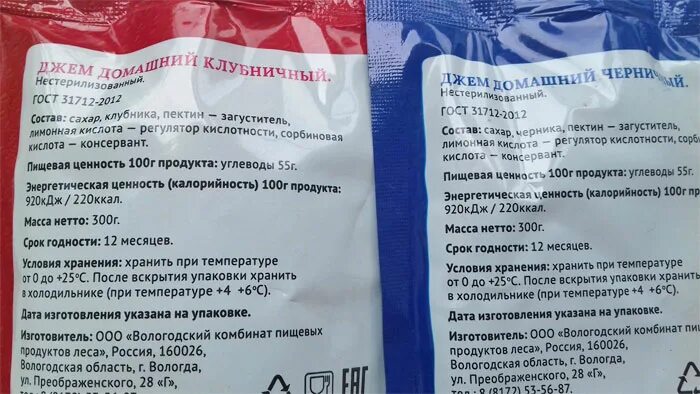 ДЖЕМ ДОМАШНИЙ КЛУБНИЧНЫЙ.
Нестерилизованный.
ГОСТ 31712-2012
Состав: сахар, клубника, пектин — загуститель,
лимонная кислота — регулятор кислотности, сорбиновая
кислота — консервант.
Пищевая ценность 100г продукта: углеводы 55г.
Энергетическая ценность (калорийность) 100г продукта:
920кДж / 220ккал.
Масса нетто: 300г.
Срок годности: 12 месяцев.
Условия хранения: хранить при температуре
от 0 до +25°С. После вскрытия упаковки хранить
в холодильнике (при температуре +4 +6°С).
Дата изготовления указана на упаковке.
Изготовитель: ООО «Вологодский комбинат пищевых
продуктов леса», Россия, 160026,
Вологодская область, г. Вологда,
ул. Преображенского, 28 «Г»,
EAC
ДЖЕМ ДОМАШНИЙ ЧЕРНИЧНЫЙ.
Нестерилизованный.
ГОСТ 31712-2012
Состав: сахар, черника, пектин — загуститель,
лимонная кислота — регулятор кислотности, сорб
кислота — консервант.
Пищевая ценность 100г продукта: углеводы 55г.
Энергетическая ценность (калорийность) 100г
920кДж / 220ккал.
Масса нетто: 300г.
Срок годности: 12 месяцев.
Условия хранения: хранить при температуре
от 0 до +25°С. После вскрытия упаковки хранить
в холодильнике (при температуре +4 +6°С).
Дата изготовления указана на упаковке.
Изготовитель: ООО «Вологодский комбинат
продуктов леса», Россия, 160026,
Вологодская область, г. Вологда,
ул. Преображенского, 28 «Г»,
8 (8172) 53-56-87.